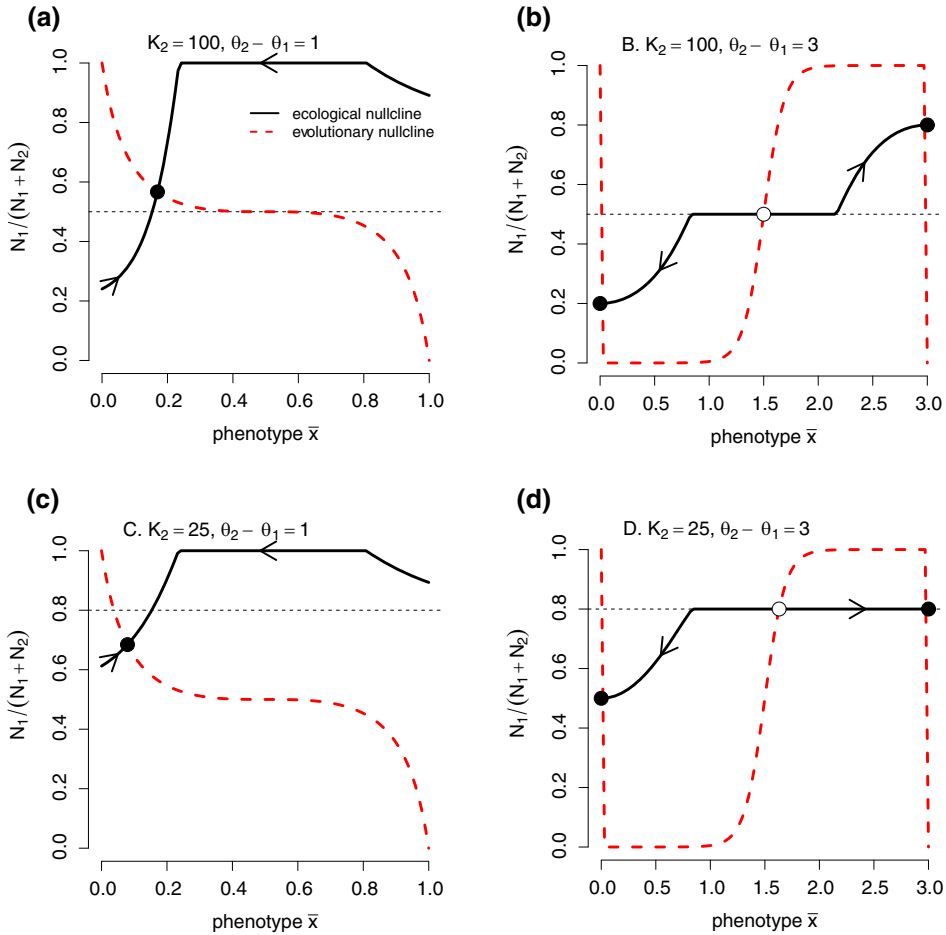 (a)
K₂ = 100, θ₂ − θ₁ = 1
N₁/(N₁ + N₂)
1.0
0.8
0.6
0.4
0.2
0.0
ecological nullcline
evolutionary nullcline
0.0 0.2 0.4 0.6 0.8 1.0
phenotype x̅
(b)
B. K₂ = 100, θ₂ − θ₁ = 3
N₁/(N₁ + N₂)
1.0
0.8
0.6
0.4
0.2
0.0
0.0 0.5 1.0 1.5 2.0 2.5 3.0
phenotype x̅
(c)
C. K₂ = 25, θ₂ − θ₁ = 1
N₁/(N₁ + N₂)
1.0
0.8
0.6
0.4
0.2
0.0
0.0 0.2 0.4 0.6 0.8 1.0
phenotype x̅
(d)
D. K₂ = 25, θ₂ − θ₁ = 3
N₁/(N₁ + N₂)
1.0
0.8
0.6
0.4
0.2
0.0
0.0 0.5 1.0 1.5 2.0 2.5 3.0
phenotype x̅